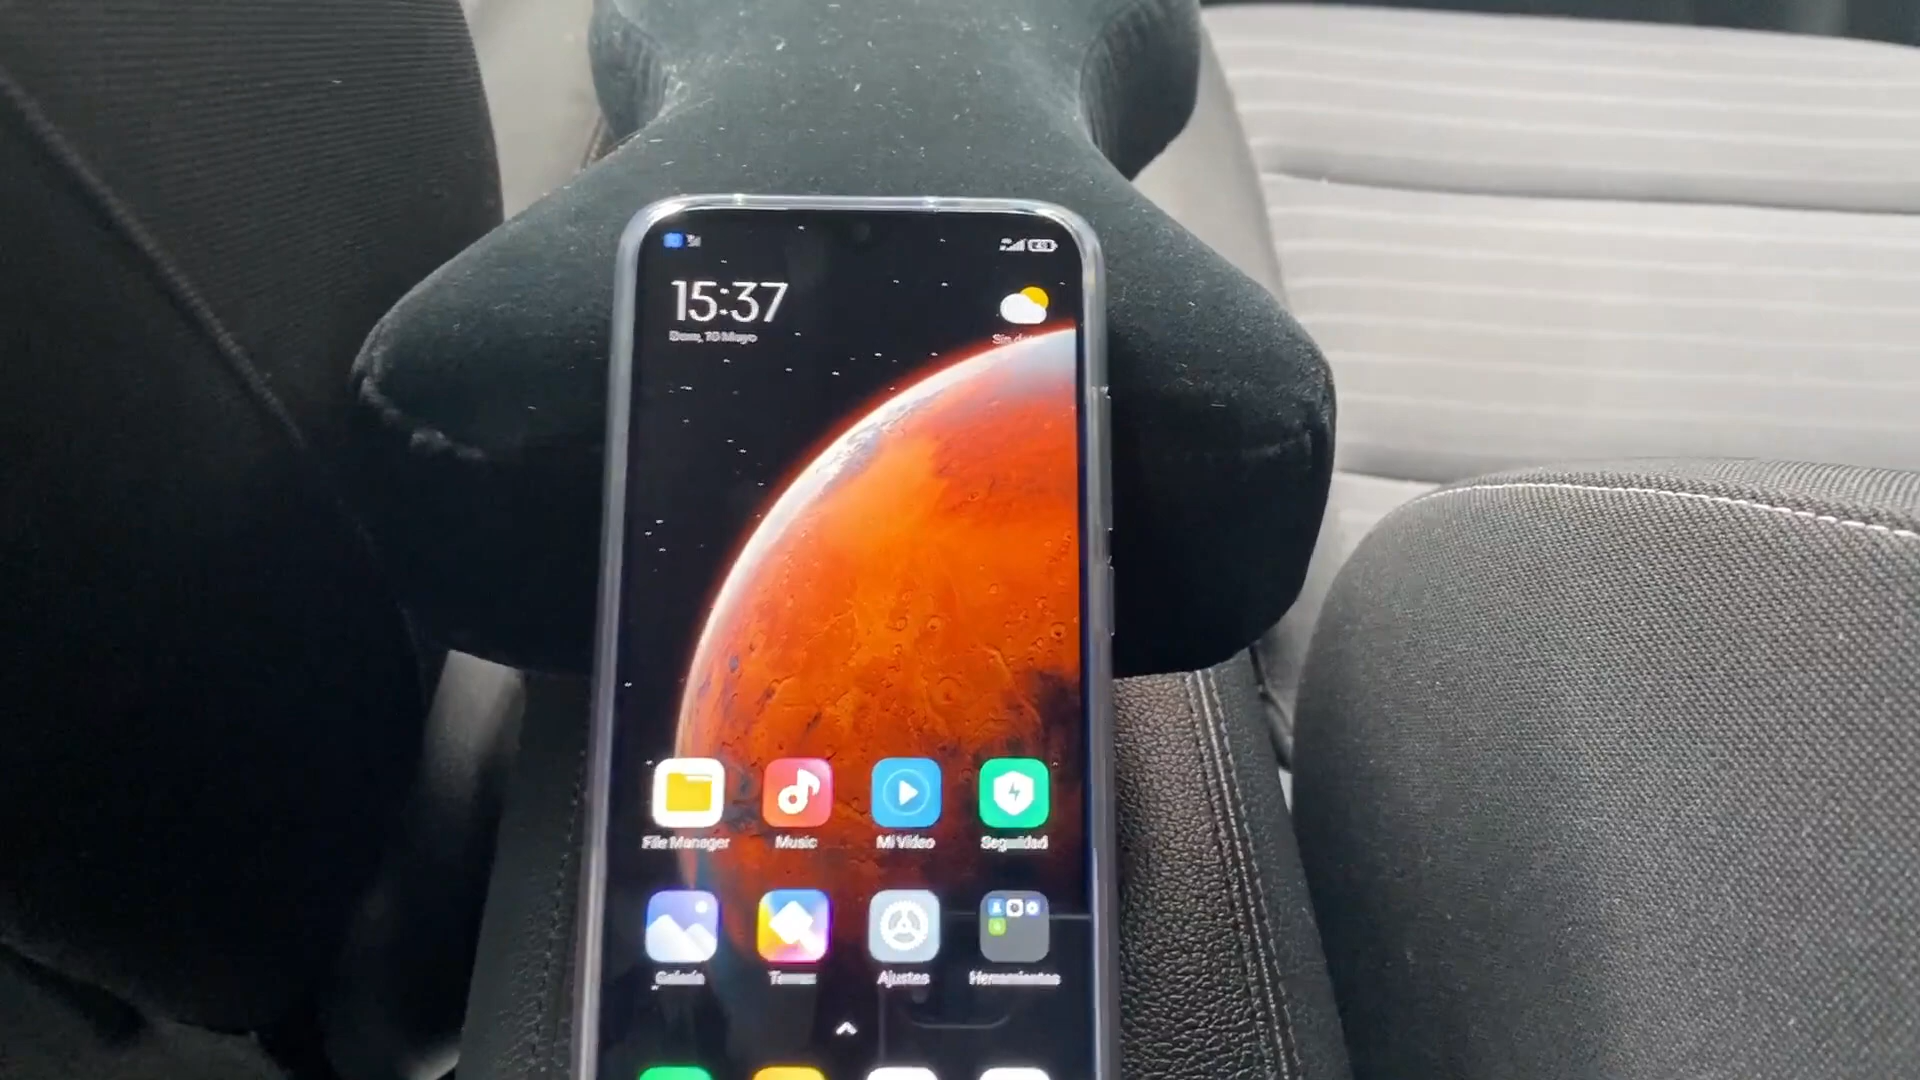 15:37
Dom, 10 Mayo
File Manager
Music
Mi Video
Seguridad
Galería
Temas
Ajustes
Herramientas